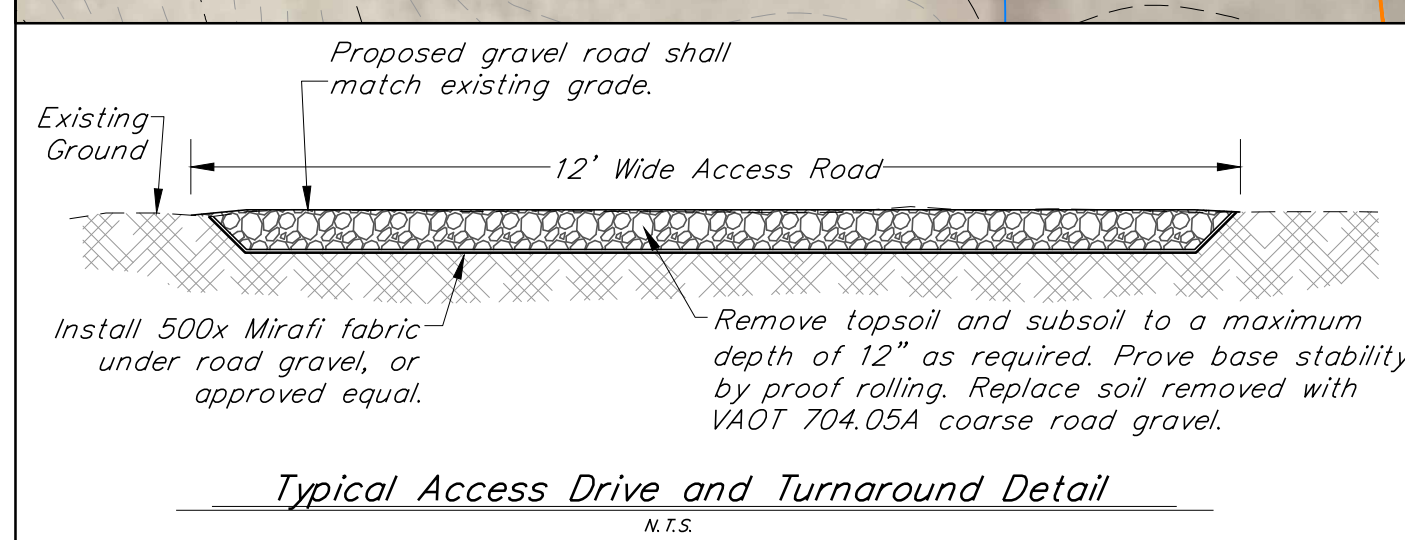 Proposed gravel road shall
match existing grade.
Existing
Ground
12' Wide Access Road
Install 500x Mirafi fabric
under road gravel, or
approved equal.
Remove topsoil and subsoil to a maximum
depth of 12" as required. Prove base stability
by proof rolling. Replace soil removed with
VAOT 704.05A coarse road gravel.
Typical Access Drive and Turnaround Detail
N.T.S.